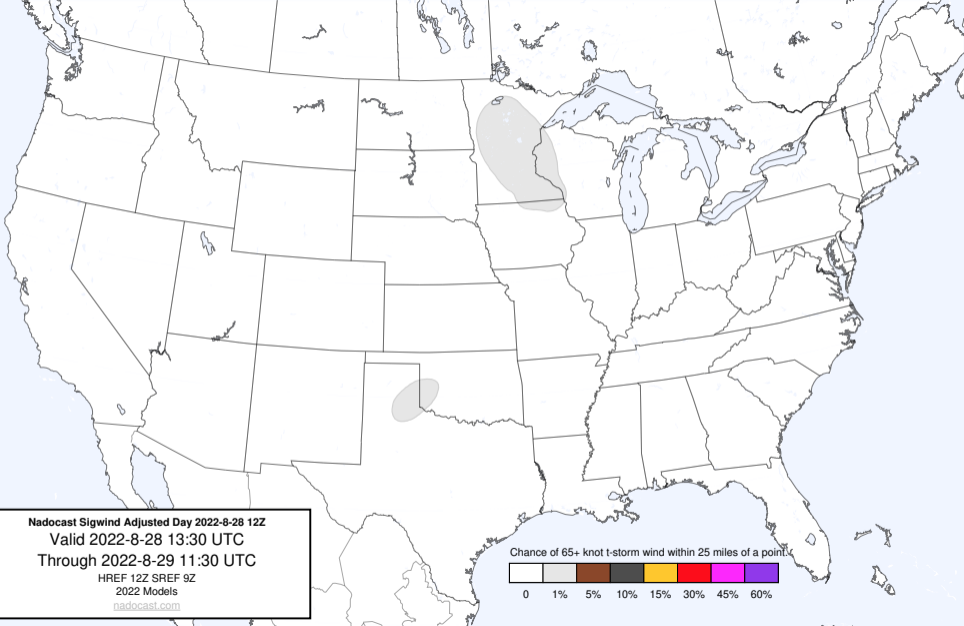 Nadocast Sigwind Adjusted Day 2022-8-28 12Z
Valid 2022-8-28 13:30 UTC
Through 2022-8-29 11:30 UTC
HREF 12Z SREF 9Z
2022 Models
nadocast.com
Chance of 65+ knot t-storm wind within 25 miles of a point.
0 1% 5% 10% 15% 30% 45% 60%